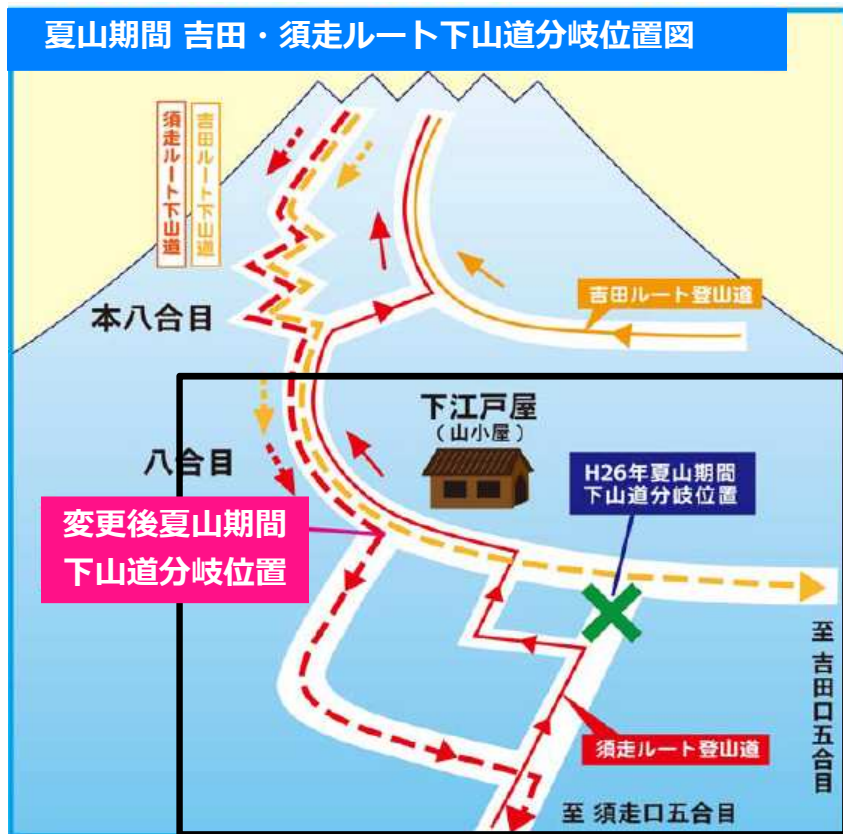 夏山期間 吉田・須走ルート下山道分岐位置図
須走ルート下山道
吉田ルート下山道
吉田ルート登山道
本八合目
下江戸屋
（山小屋）
八合目
H26年夏山期間
下山道分岐位置
変更後夏山期間
下山道分岐位置
至 吉田口五合目
須走ルート登山道
至 須走口五合目